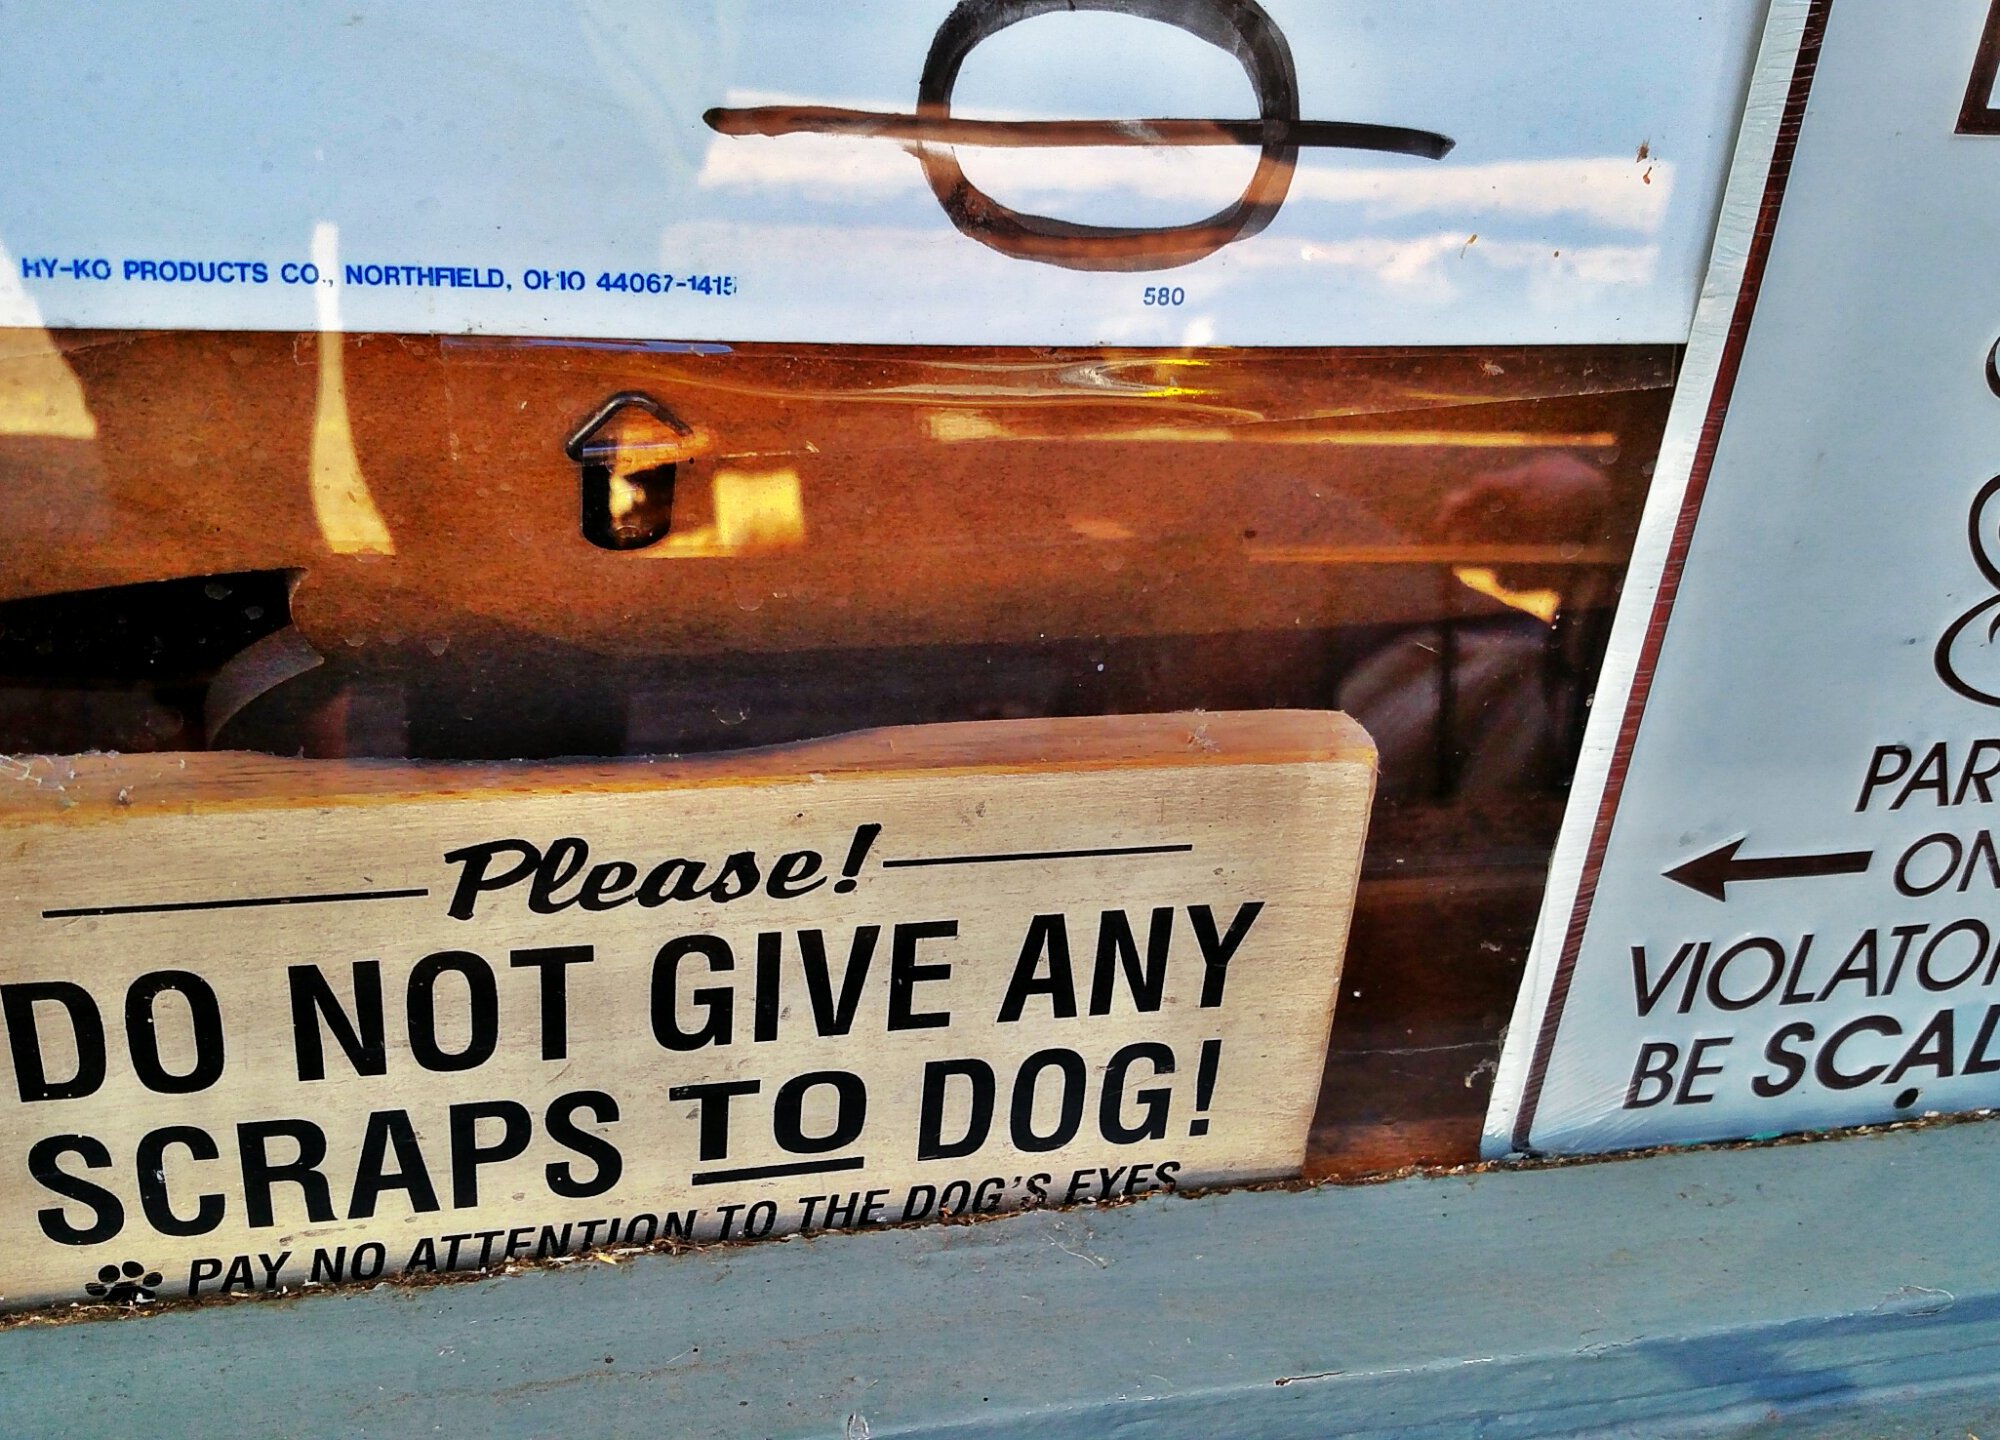 HY-KO PRODUCTS CO., NORTHFIELD, OHIO 44067-1415
580
Please!
DO NOT GIVE ANY
SCRAPS TO DOG!
PAY NO ATTENTION TO THE DOG'S EYES
PAR
ON
VIOLATO
BE SCAL